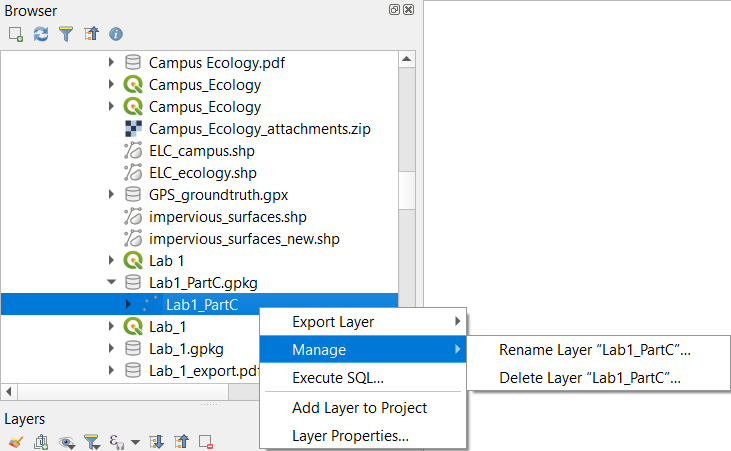 Browser
Campus Ecology.pdf
Campus_Ecology
Campus_Ecology
Campus_Ecology_attachments.zip
ELC_campus.shp
ELC_ecology.shp
GPS_groundtruth.gpx
impervious_surfaces.shp
impervious_surfaces_new.shp
Lab 1
Lab1_PartC.gpkg
Lab1_PartC
Lab_1
Lab_1.gpkg
Lab_1_export.pdf
Export Layer
Manage
Execute SQL...
Add Layer to Project
Layer Properties...
Rename Layer “Lab1_PartC”...
Delete Layer “Lab1_PartC”...
Layers